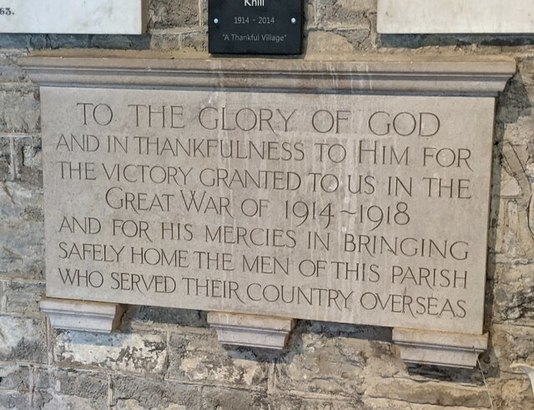 63.
Knill
1914 - 2014
"A Thankful Village"
TO THE GLORY OF GOD
AND IN THANKFULNESS TO HIM FOR
THE VICTORY GRANTED TO US IN THE
GREAT WAR OF 1914~1918
AND FOR HIS MERCIES IN BRINGING
SAFELY HOME THE MEN OF THIS PARISH
WHO SERVED THEIR COUNTRY OVERSEAS